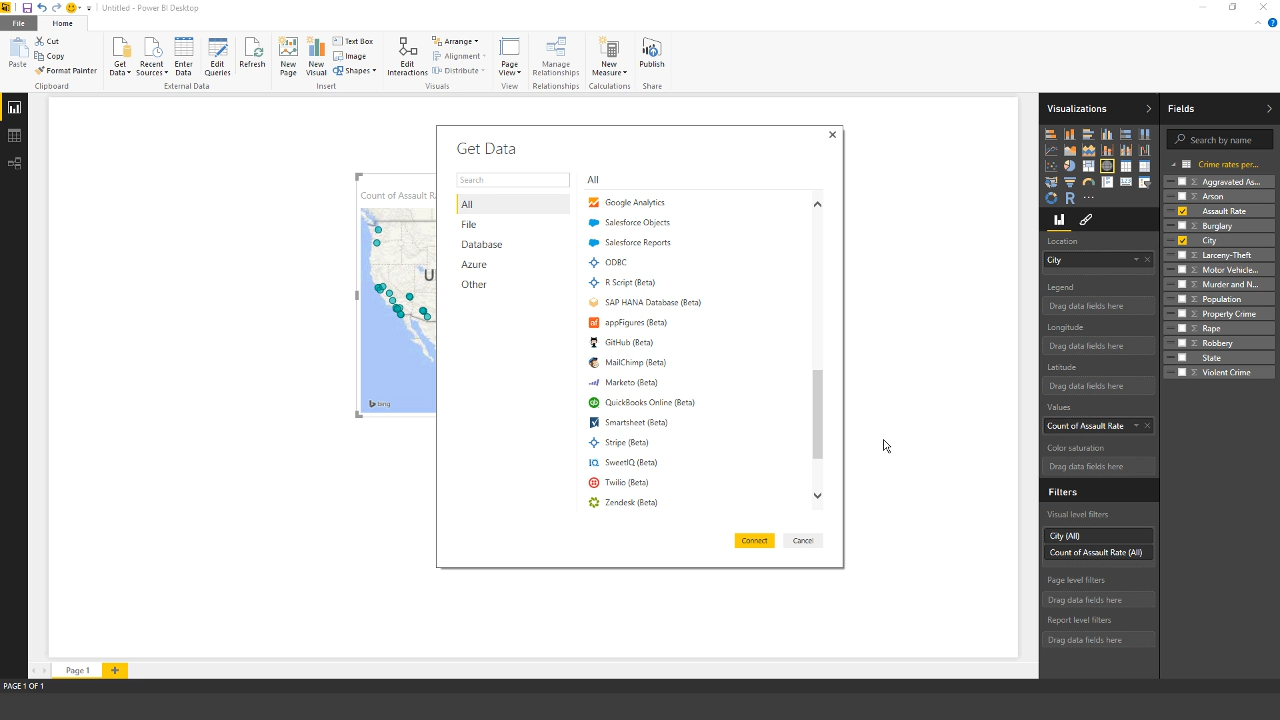 Untitled - Power BI Desktop
File
Home
Paste
Cut
Copy
Format Painter
Clipboard
Get Data
Recent Sources
Enter Data
Edit Queries
Refresh
External Data
New Page
New Visual
Text Box
Image
Shapes
Insert
Edit Interactions
Arrange
Alignment
Distribute
Visuals
Page View
View
Manage Relationships
Relationships
New Measure
Calculations
Publish
Share
Count of Assault R
U
bing
Get Data
Search
All
File
Database
Azure
Other
All
Google Analytics
Salesforce Objects
Salesforce Reports
ODBC
R Script (Beta)
SAP HANA Database (Beta)
appFigures (Beta)
GitHub (Beta)
MailChimp (Beta)
Marketo (Beta)
QuickBooks Online (Beta)
Smartsheet (Beta)
Stripe (Beta)
SweetIQ (Beta)
Twilio (Beta)
Zendesk (Beta)
Connect
Cancel
Visualizations
R
Location
City
Legend
Drag data fields here
Longitude
Drag data fields here
Latitude
Drag data fields here
Values
Count of Assault Rate
Color saturation
Drag data fields here
Filters
Visual level filters
City (All)
Count of Assault Rate (All)
Page level filters
Drag data fields here
Report level filters
Drag data fields here
Fields
Search by name
Crime rates per...
Aggravated As...
Arson
Assault Rate
Burglary
City
Larceny-Theft
Motor Vehicle...
Murder and N...
Population
Property Crime
Rape
Robbery
State
Violent Crime
Page 1
PAGE 1 OF 1